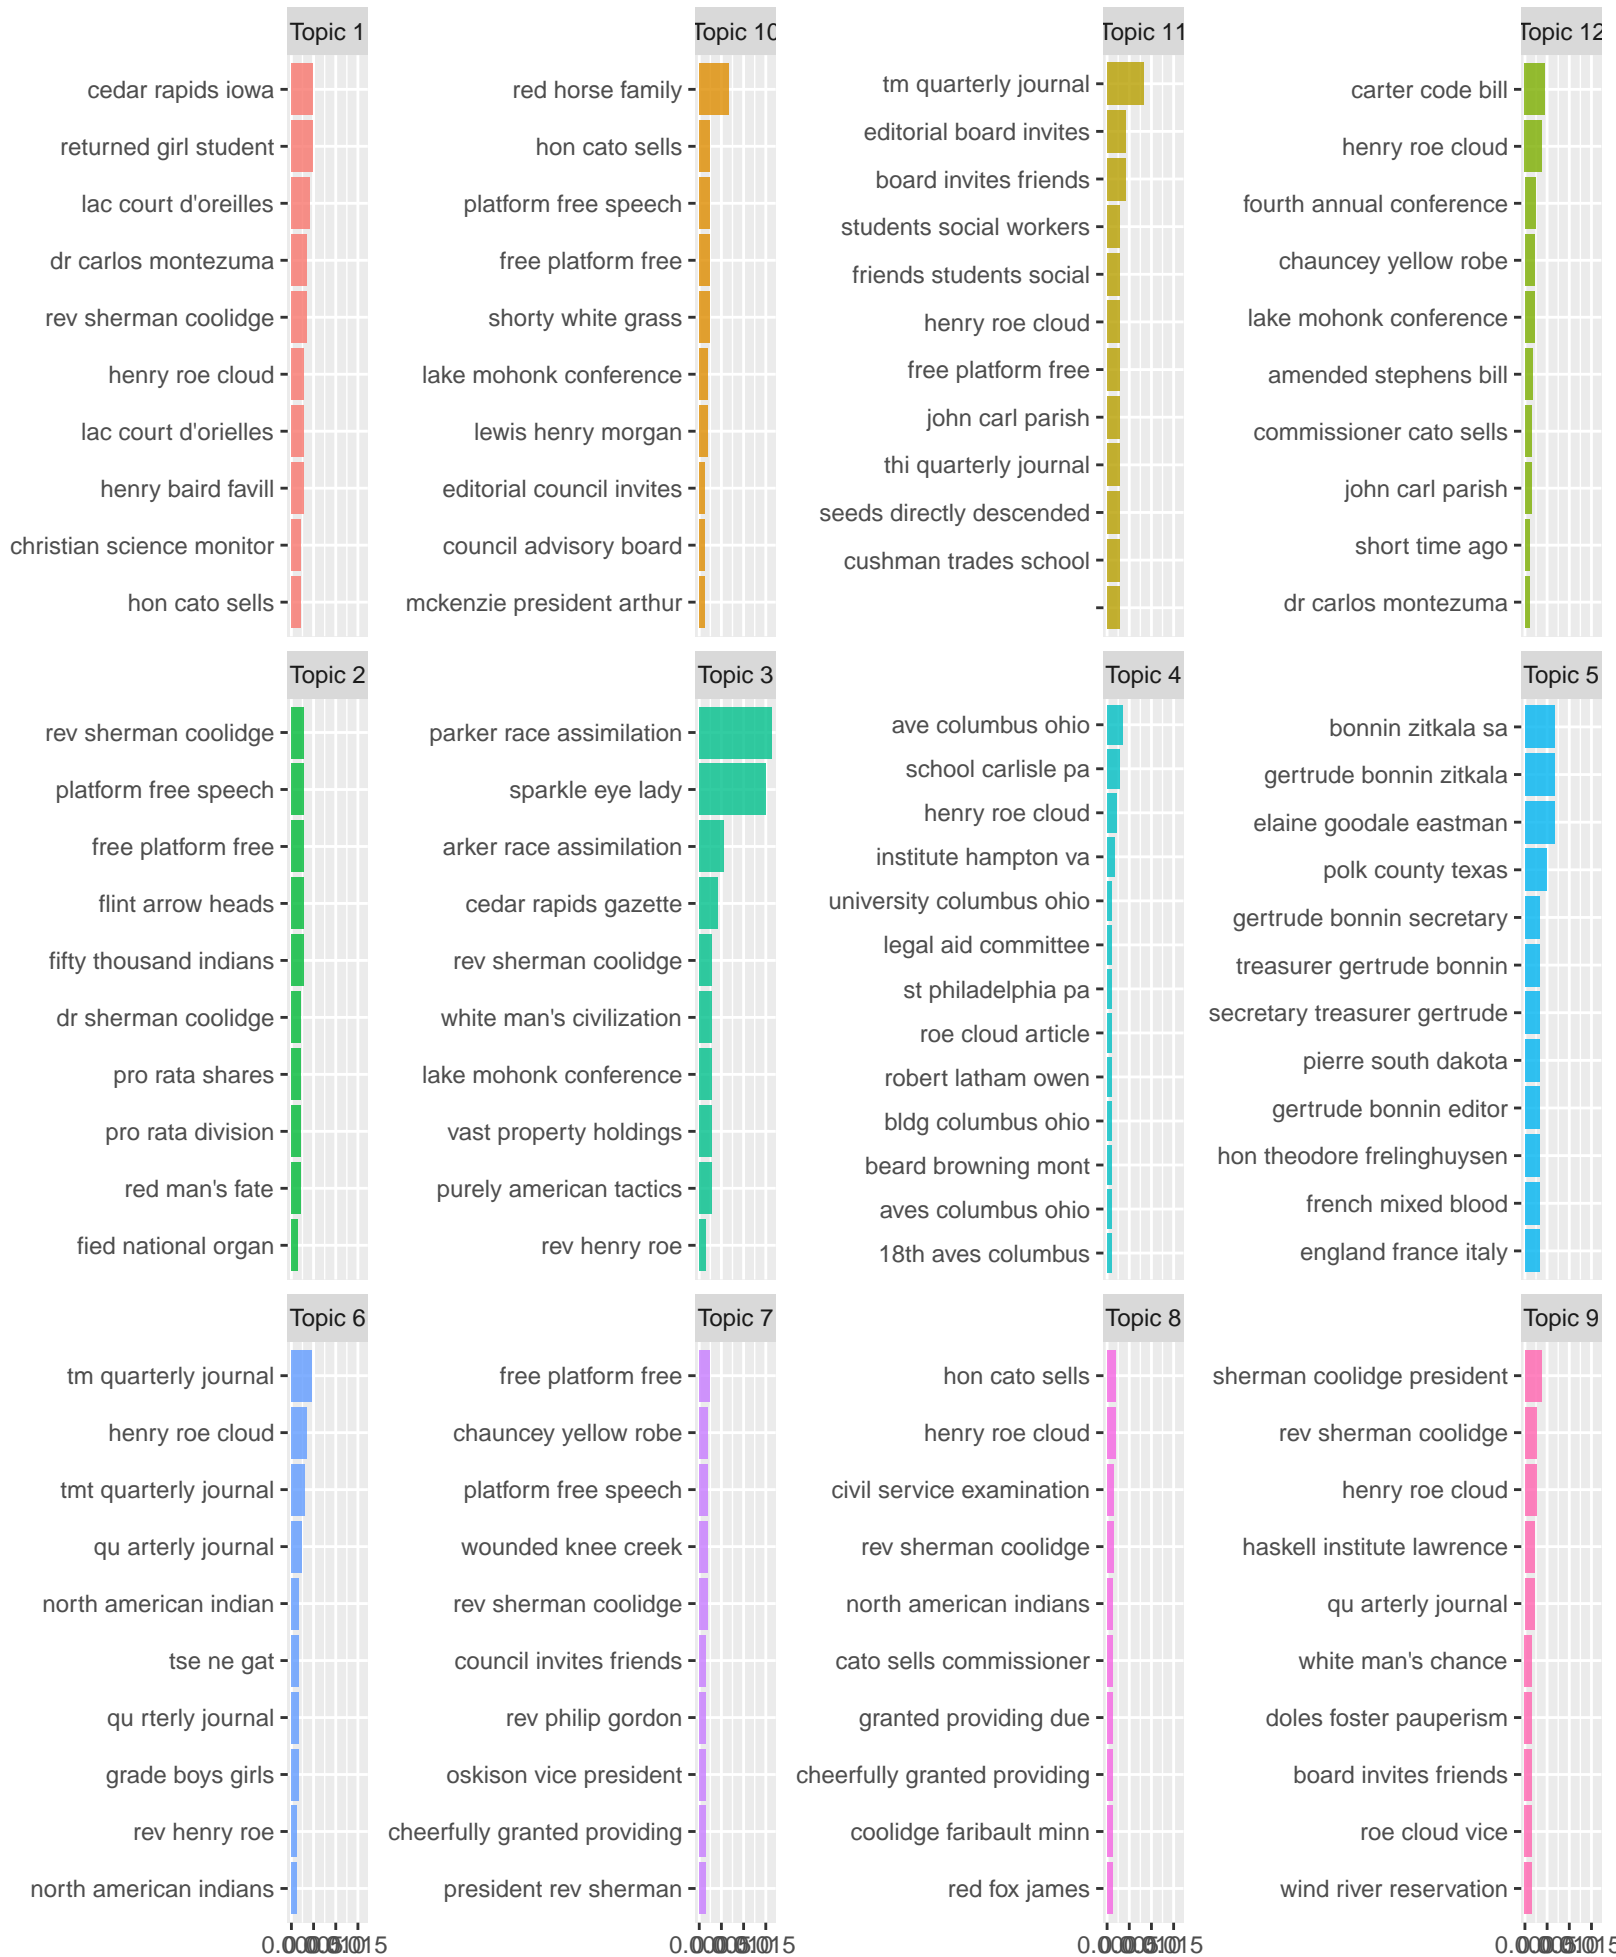 Topic 1
cedar rapids iowa
returned girl student
lac court d'oreilles
dr carlos montezuma
rev sherman coolidge
henry roe cloud
lac court d'orielles
henry baird favill
christian science monitor
hon cato sells
Topic 10
red horse family
hon cato sells
platform free speech
free platform free
shorty white grass
lake mohonk conference
lewis henry morgan
editorial council invites
council advisory board
mckenzie president arthur
Topic 11
tm quarterly journal
editorial board invites
board invites friends
students social workers
friends students social
henry roe cloud
free platform free
john carl parish
thi quarterly journal
seeds directly descended
cushman trades school
Topic 12
carter code bill
henry roe cloud
fourth annual conference
chauncey yellow robe
lake mohonk conference
amended stephens bill
commissioner cato sells
john carl parish
short time ago
dr carlos montezuma
Topic 2
rev sherman coolidge
platform free speech
free platform free
flint arrow heads
fifty thousand indians
dr sherman coolidge
pro rata shares
pro rata division
red man's fate
fied national organ
Topic 3
parker race assimilation
sparkle eye lady
arker race assimilation
cedar rapids gazette
rev sherman coolidge
white man's civilization
lake mohonk conference
vast property holdings
purely american tactics
rev henry roe
Topic 4
ave columbus ohio
school carlisle pa
henry roe cloud
institute hampton va
university columbus ohio
legal aid committee
st philadelphia pa
roe cloud article
robert latham owen
bldg columbus ohio
beard browning mont
aves columbus ohio
18th aves columbus
Topic 5
bonnin zitkala sa
gertrude bonnin zitkala
elaine goodale eastman
polk county texas
gertrude bonnin secretary
treasurer gertrude bonnin
secretary treasurer gertrude
pierre south dakota
gertrude bonnin editor
hon theodore frelinghuysen
french mixed blood
england france italy
Topic 6
tm quarterly journal
henry roe cloud
tmt quarterly journal
qu arterly journal
north american indian
tse ne gat
qu rterly journal
grade boys girls
rev henry roe
north american indians
Topic 7
free platform free
chauncey yellow robe
platform free speech
wounded knee creek
rev sherman coolidge
council invites friends
rev philip gordon
oskison vice president
cheerfully granted providing
president rev sherman
Topic 8
hon cato sells
henry roe cloud
civil service examination
rev sherman coolidge
north american indians
cato sells commissioner
granted providing due
cheerfully granted providing
coolidge faribault minn
red fox james
Topic 9
sherman coolidge president
rev sherman coolidge
henry roe cloud
haskell institute lawrence
qu arterly journal
white man's chance
doles foster pauperism
board invites friends
roe cloud vice
wind river reservation